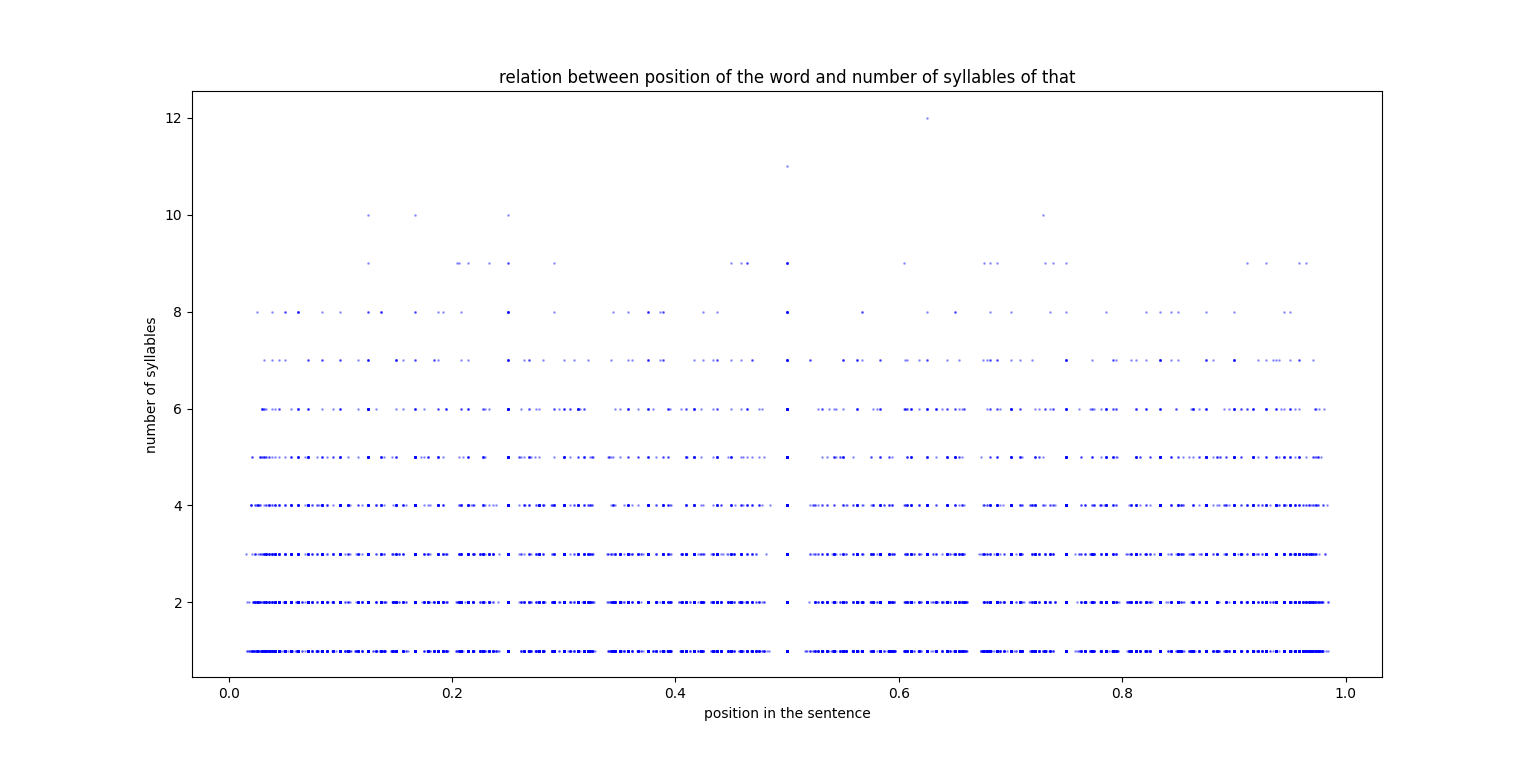 relation between position of the word and number of syllables of that
number of syllables
12
10
8
6
4
2
0.0 0.2 0.4 0.6 0.8 1.0
position in the sentence